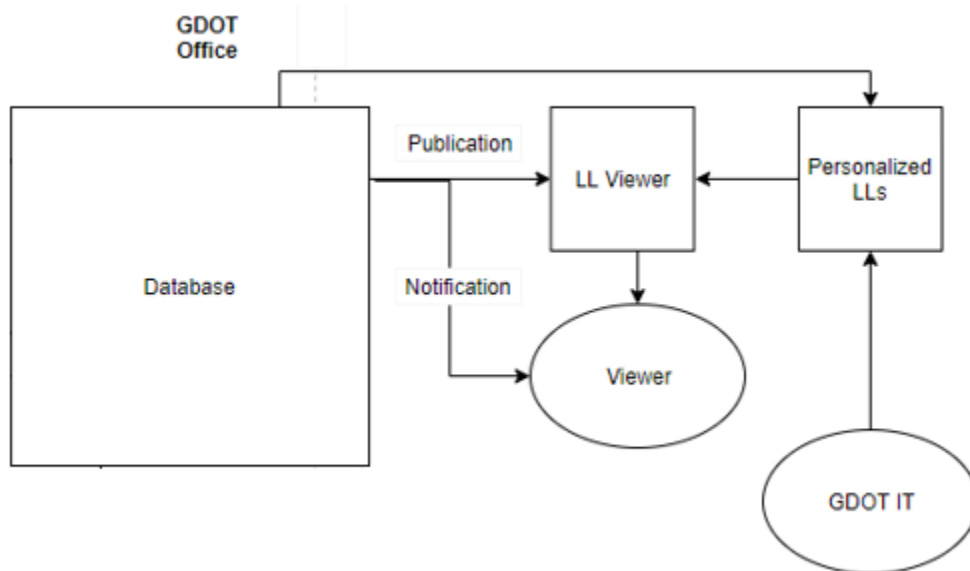 GDOT
Office
Publication
LL Viewer
Personalized
LLs
Database
Notification
Viewer
GDOT IT